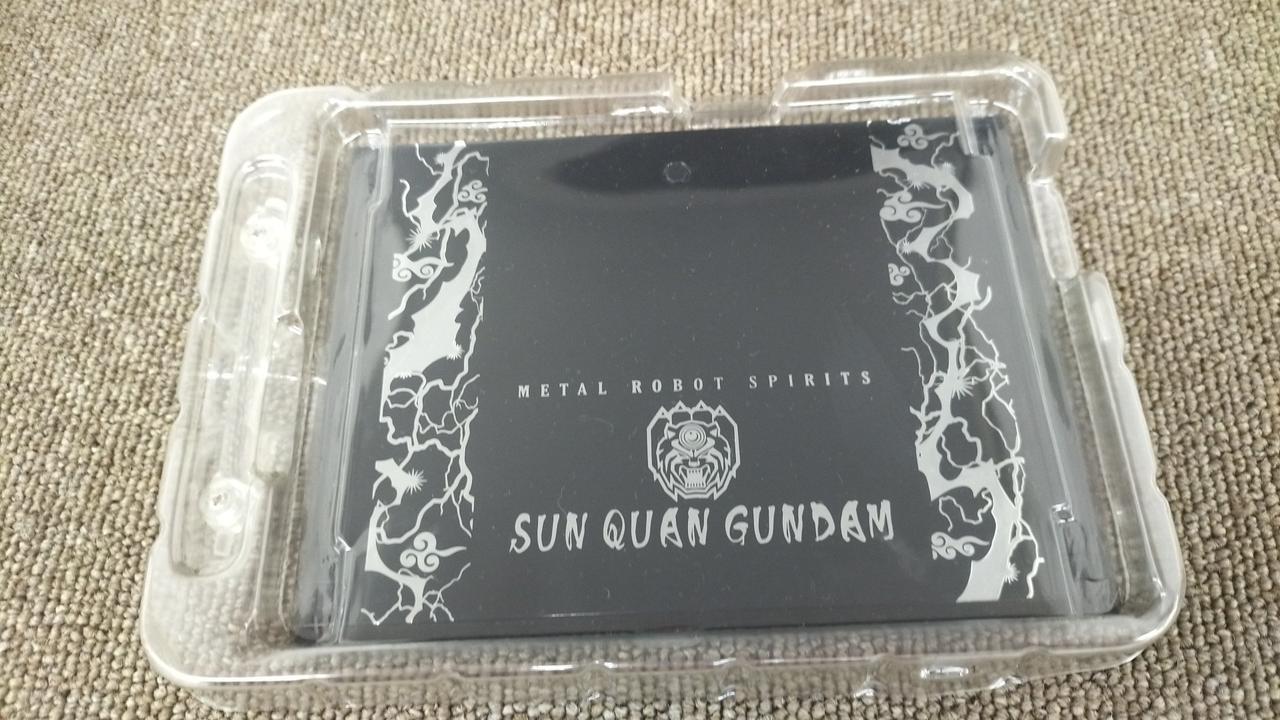 METAL ROBOT SPIRITS
SUN QUAN GUNDAM